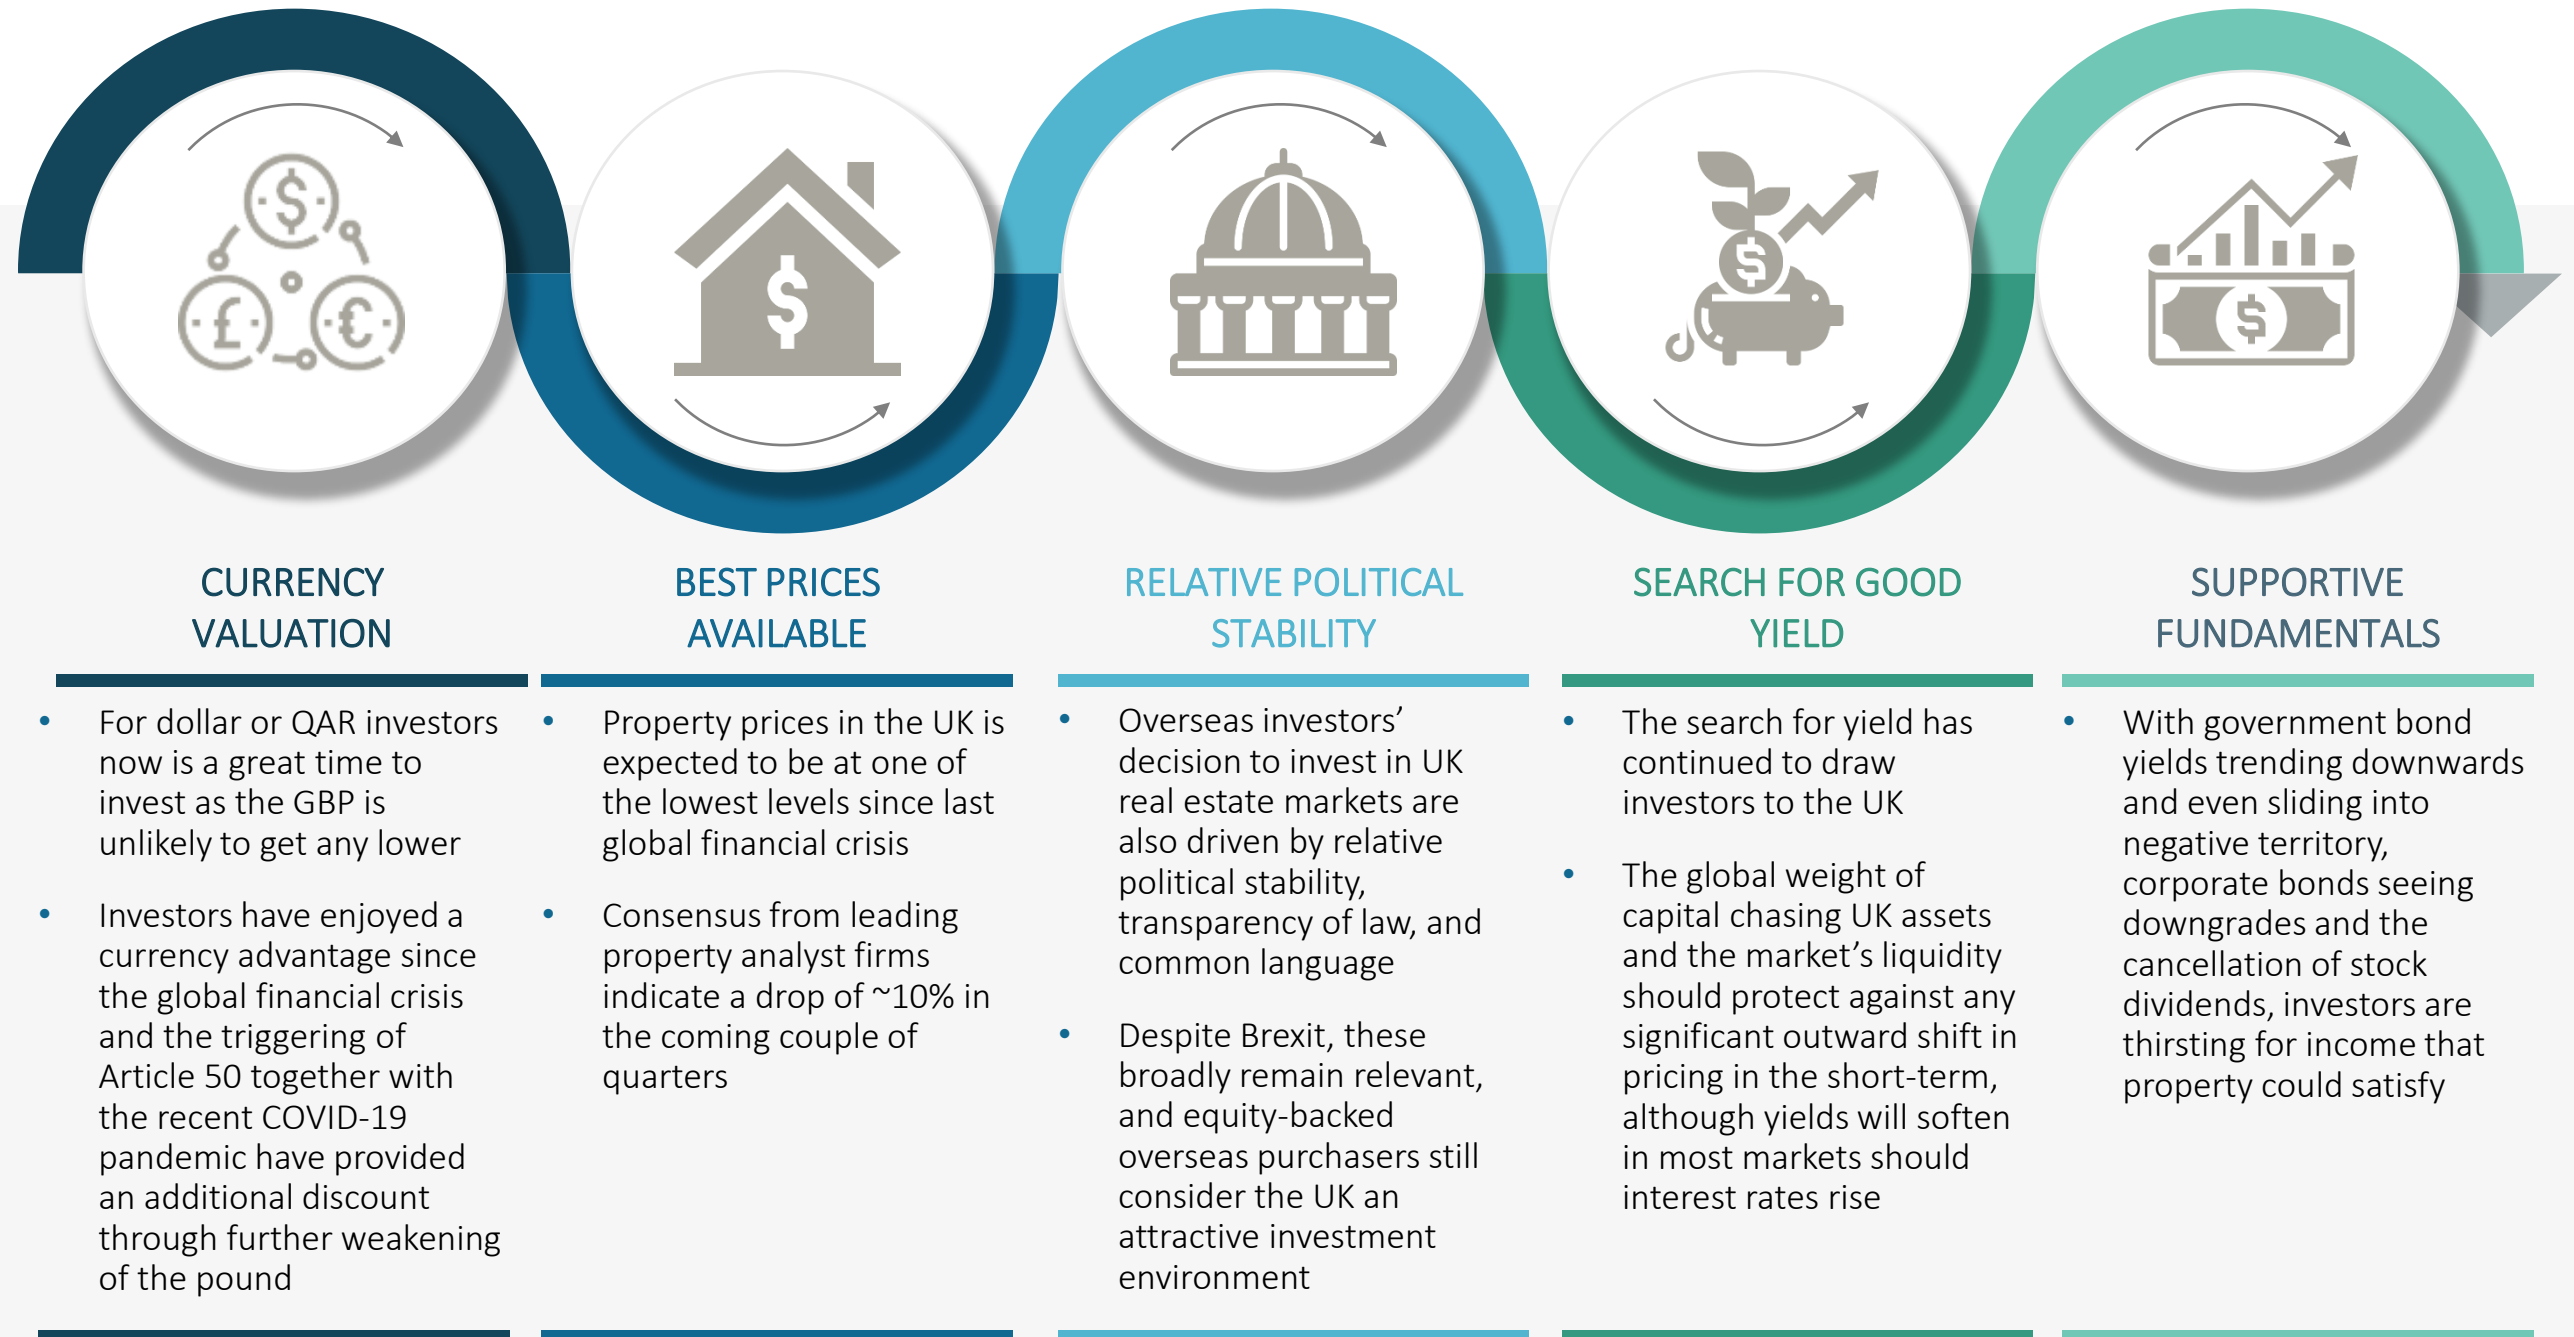 CURRENCY
VALUATION
• For dollar or QAR investors
now is a great time to
invest as the GBP is
unlikely to get any lower
• Investors have enjoyed a
currency advantage since
the global financial crisis
and the triggering of
Article 50 together with
the recent COVID-19
pandemic have provided
an additional discount
through further weakening
of the pound
BEST PRICES
AVAILABLE
• Property prices in the UK is
expected to be at one of
the lowest levels since last
global financial crisis
• Consensus from leading
property analyst firms
indicate a drop of ~10% in
the coming couple of
quarters
RELATIVE POLITICAL
STABILITY
• Overseas investors’
decision to invest in UK
real estate markets are
also driven by relative
political stability,
transparency of law, and
common language
• Despite Brexit, these
broadly remain relevant,
and equity-backed
overseas purchasers still
consider the UK an
attractive investment
environment
SEARCH FOR GOOD
YIELD
• The search for yield has
continued to draw
investors to the UK
• The global weight of
capital chasing UK assets
and the market’s liquidity
should protect against any
significant outward shift in
pricing in the short-term,
although yields will soften
in most markets should
interest rates rise
SUPPORTIVE
FUNDAMENTALS
• With government bond
yields trending downwards
and even sliding into
negative territory,
corporate bonds seeing
downgrades and the
cancellation of stock
dividends, investors are
thirsting for income that
property could satisfy